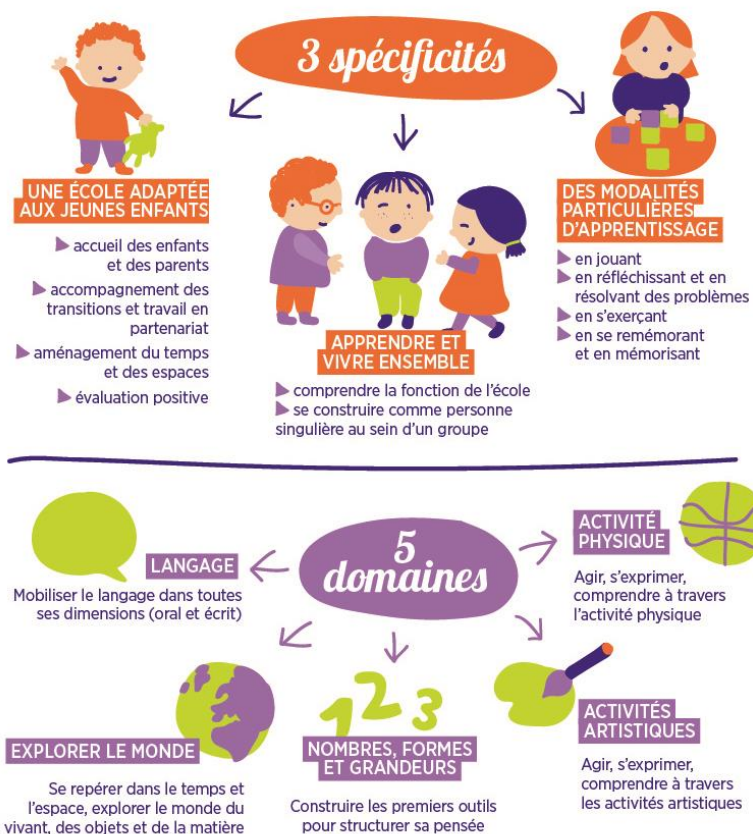 3 spécificités
UNE ÉCOLE ADAPTÉE
AUX JEUNES ENFANTS
accueil des enfants
et des parents
accompagnement des
transitions et travail en
partenariat
aménagement du temps
et des espaces
évaluation positive
APPRENDRE ET
VIVRE ENSEMBLE
comprendre la fonction de l'école
se construire comme personne
singulière au sein d'un groupe
DES MODALITÉS
PARTICULIÈRES
D'APPRENTISSAGE
en jouant
en réfléchissant et en
résolvant des problèmes
en s'exerçant
en se remémorant
et en mémorisant
5
domaines
LANGAGE
Mobiliser le langage dans toutes
ses dimensions (oral et écrit)
ACTIVITÉ
PHYSIQUE
Agir, s'exprimer,
comprendre à travers
l'activité physique
EXPLORER LE MONDE
Se repérer dans le temps et
l'espace, explorer le monde du
vivant, des objets et de la matière
1 2 3
NOMBRES, FORMES
ET GRANDEURS
Construire les premiers outils
pour structurer sa pensée
ACTIVITÉS
ARTISTIQUES
Agir, s'exprimer,
comprendre à travers
les activités artistiques